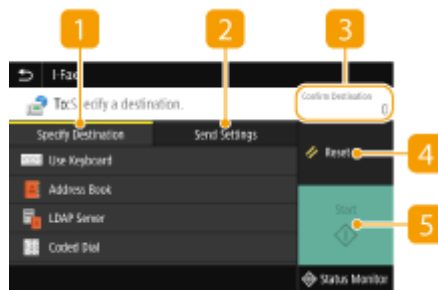 1
2
3
I-Fax
To:Specify a destination.
Confirm Destination
0
Specify Destination
Send Settings
Use Keyboard
Reset
4
Address Book
LDAP Server
Start
5
Coded Dial
Status Monitor